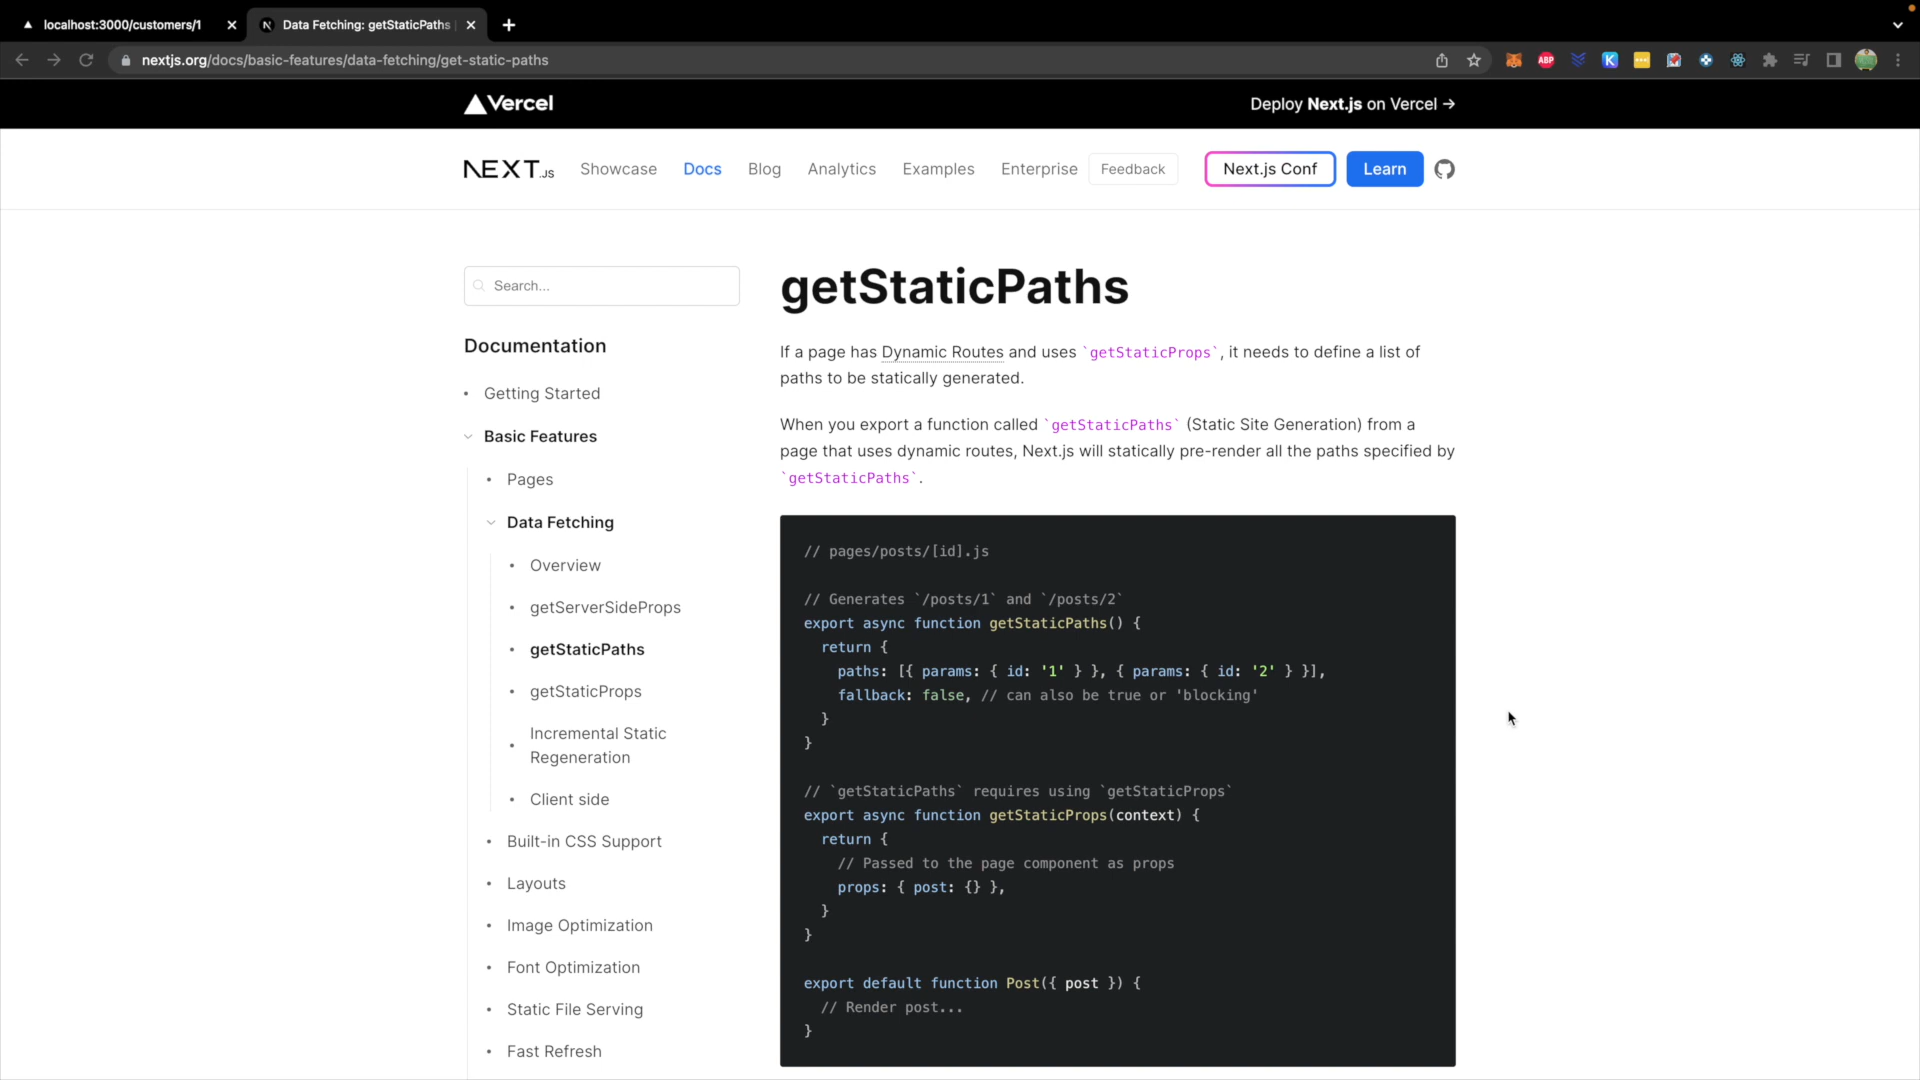 localhost:3000/customers/1
Data Fetching: getStaticPaths |
nextjs.org/docs/basic-features/data-fetching/get-static-paths
ABP
K
Vercel
Deploy Next.js on Vercel →
NEXT.JS
Showcase
Docs
Blog
Analytics
Examples
Enterprise
Feedback
Next.js Conf
Learn
Search...
Documentation
Getting Started
Basic Features
Pages
Data Fetching
Overview
getServerSideProps
getStaticPaths
getStaticProps
Incremental Static
Regeneration
Client side
Built-in CSS Support
Layouts
Image Optimization
Font Optimization
Static File Serving
Fast Refresh
getStaticPaths
If a page has Dynamic Routes and uses `getStaticProps`, it needs to define a list of
paths to be statically generated.
When you export a function called `getStaticPaths` (Static Site Generation) from a
page that uses dynamic routes, Next.js will statically pre-render all the paths specified by
`getStaticPaths`.
// pages/posts/[id].js
// Generates `/posts/1` and `/posts/2`
export async function getStaticPaths() {
  return {
    paths: [{ params: { id: '1' } }, { params: { id: '2' } }],
    fallback: false, // can also be true or 'blocking'
  }
}
// `getStaticPaths` requires using `getStaticProps`
export async function getStaticProps(context) {
  return {
    // Passed to the page component as props
    props: { post: {} },
  }
}
export default function Post({ post }) {
  // Render post...
}